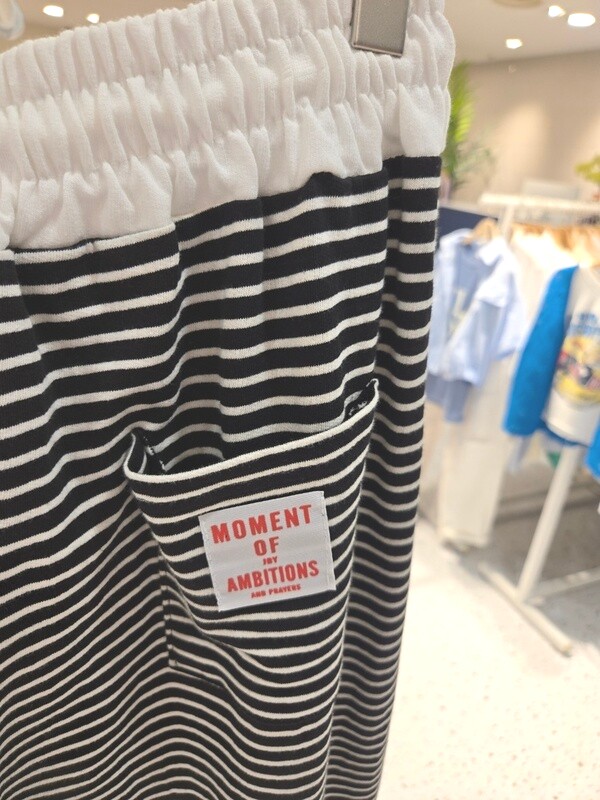 MOMENT
OF
JOY
AMBITIONS
AND PRAYERS